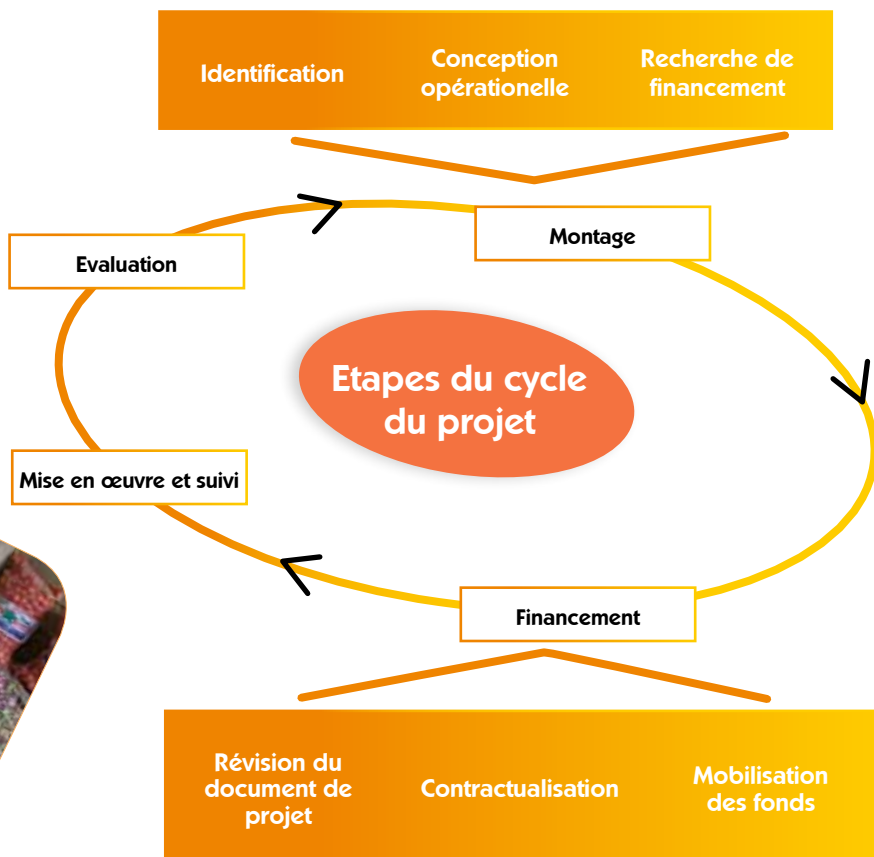 Identification
Conception
opérationelle
Recherche de
financement
Montage
Evaluation
Etapes du cycle
du projet
Mise en œuvre et suivi
Financement
Révision du
document de
projet
Contractualisation
Mobilisation
des fonds